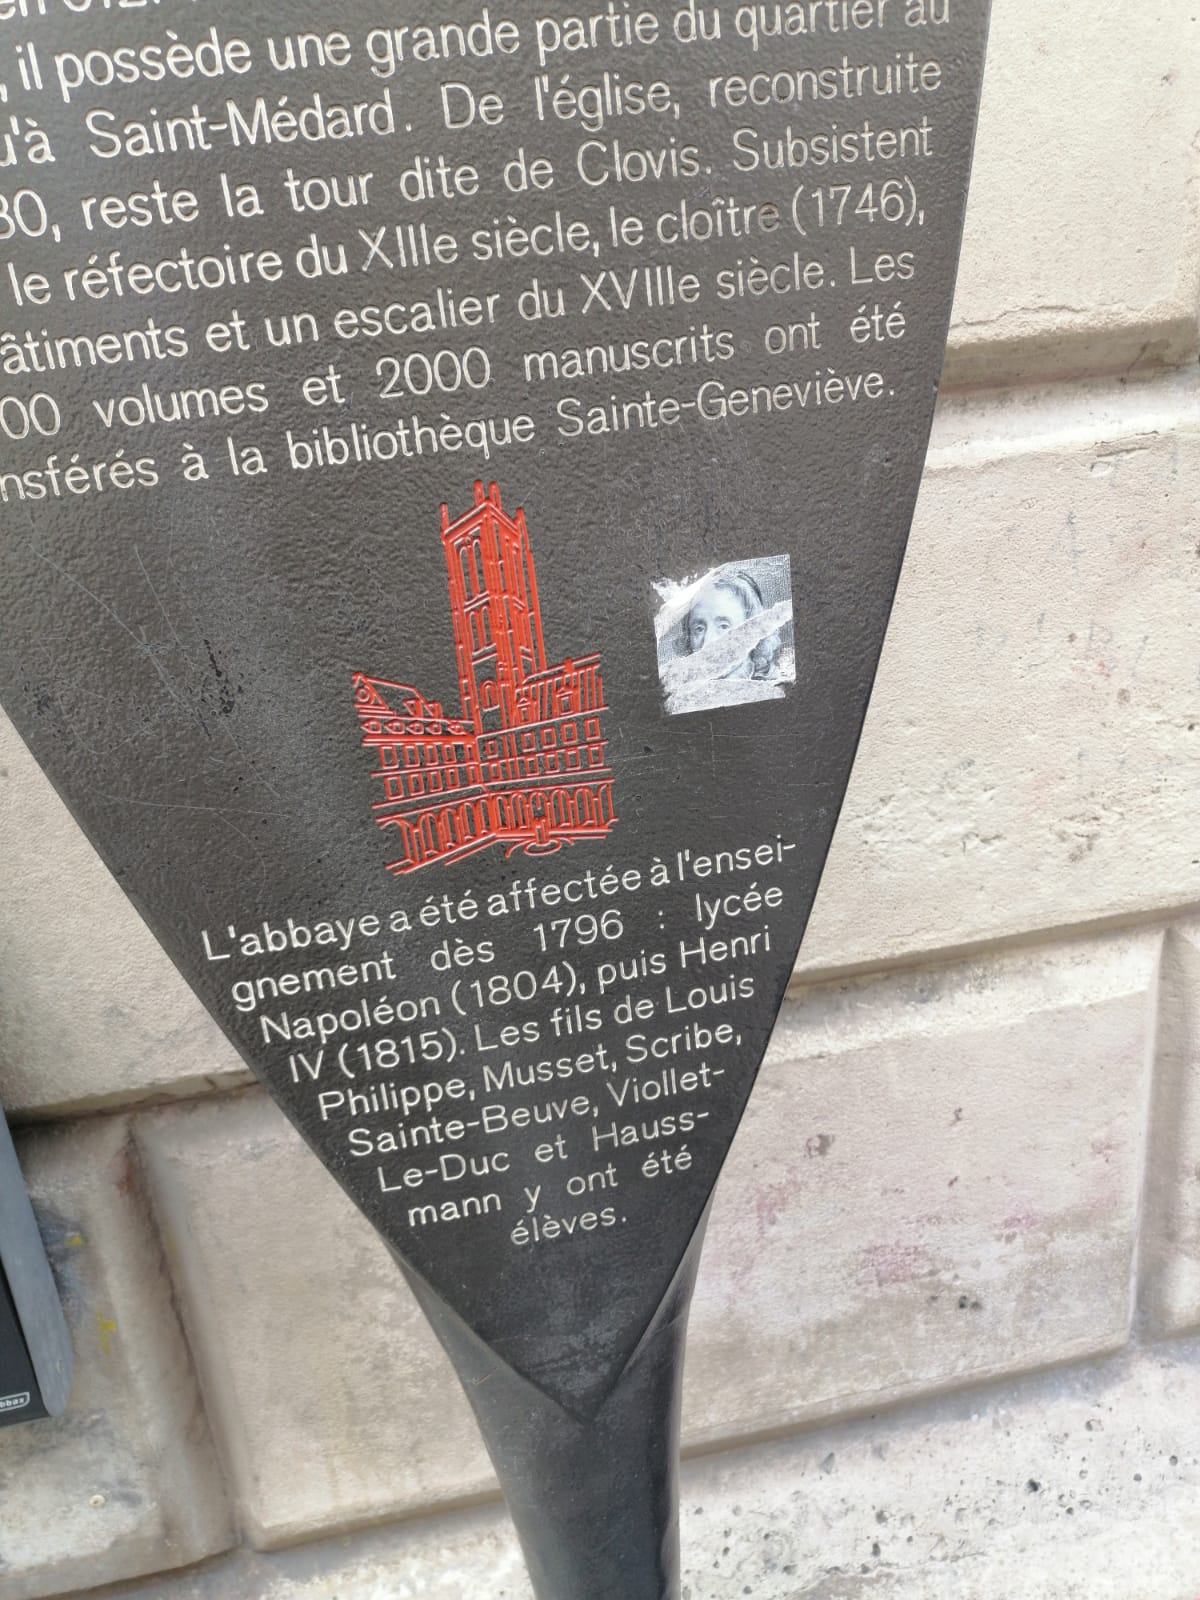 , il possède une grande partie du quartier au
u'à Saint-Médard. De l'église, reconstruite
80, reste la tour dite de Clovis. Subsistent
le réfectoire du XIIIe siècle, le cloître (1746),
âtiments et un escalier du XVIIIe siècle. Les
00 volumes et 2000 manuscrits ont été
nsférés à la bibliothèque Sainte-Geneviève.
L'abbaye a été affectée à l'ensei-
gnement dès 1796 : lycée
Napoléon (1804), puis Henri
IV (1815). Les fils de Louis
Philippe, Musset, Scribe,
Sainte-Beuve, Viollet-
Le-Duc et Hauss-
mann y ont été
élèves.